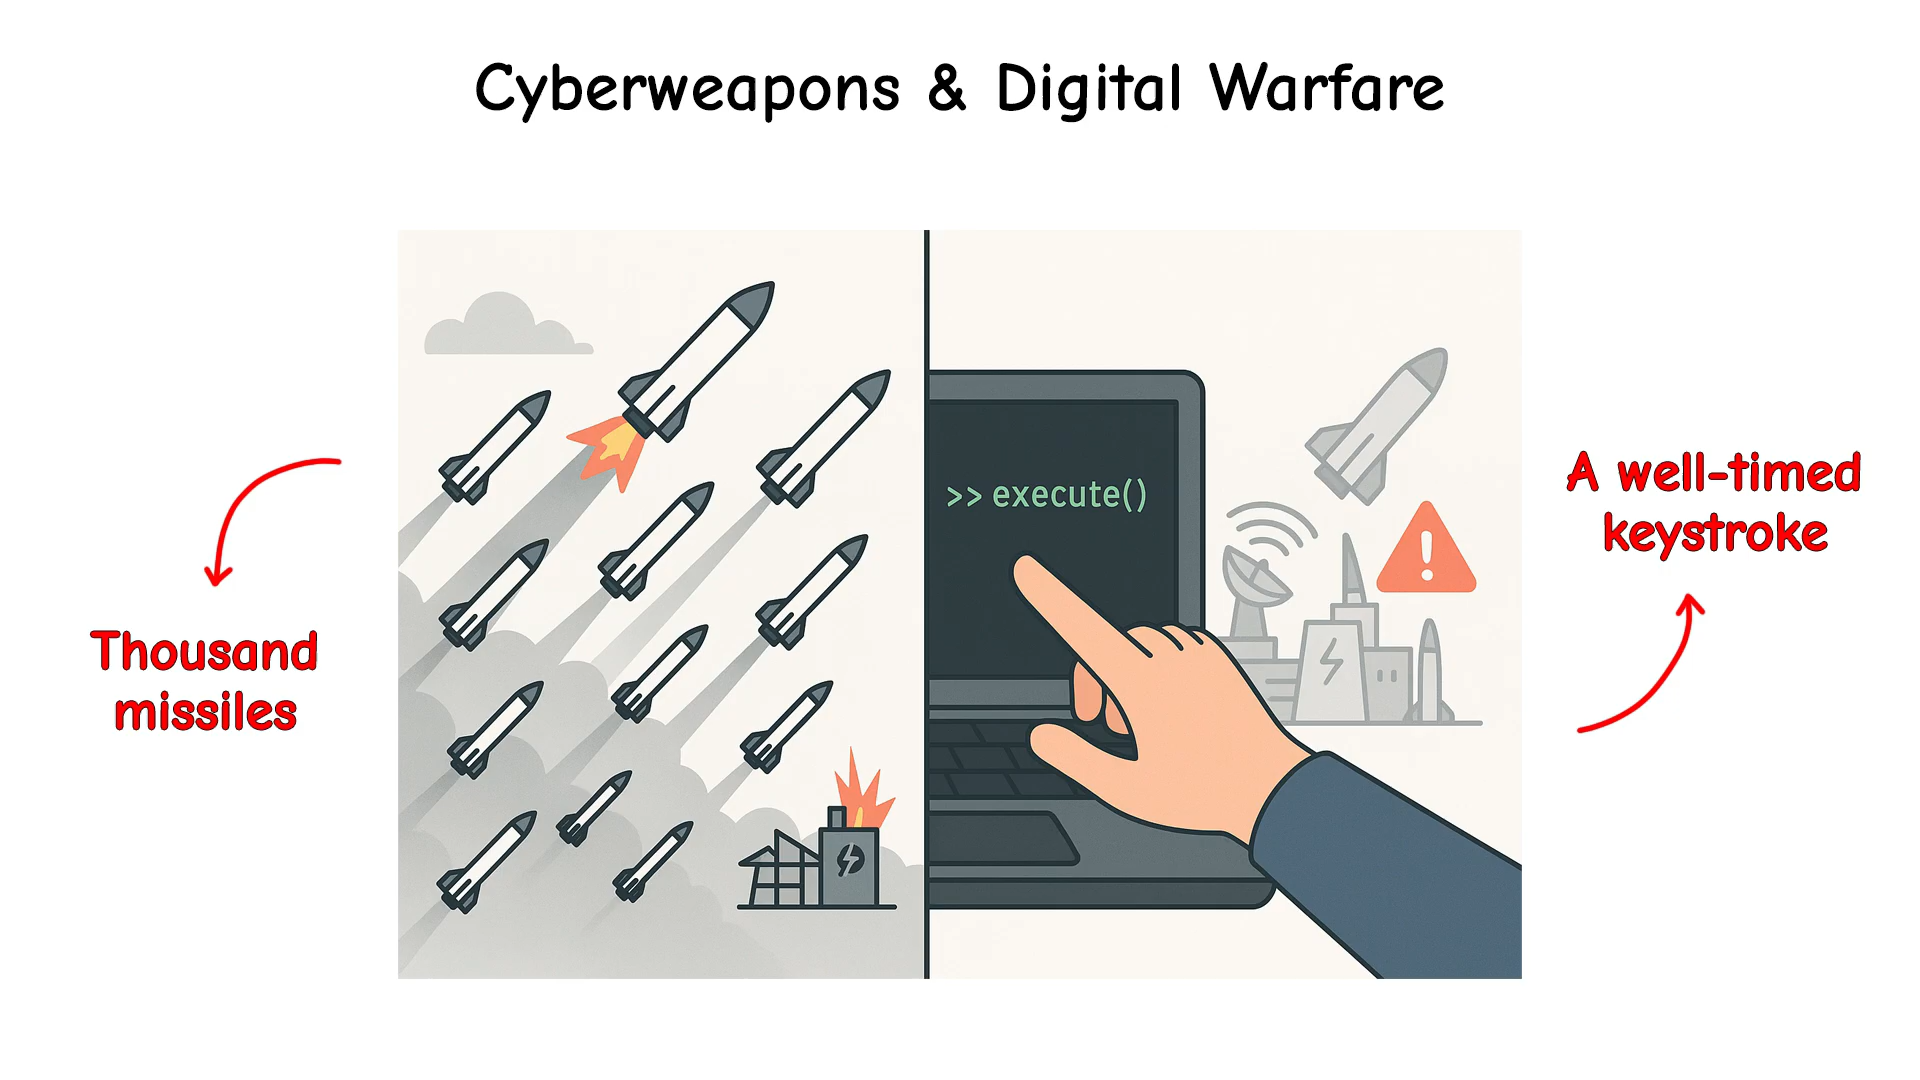 Cyberweapons & Digital Warfare
Thousand
missiles
>> execute()
A well-timed
keystroke